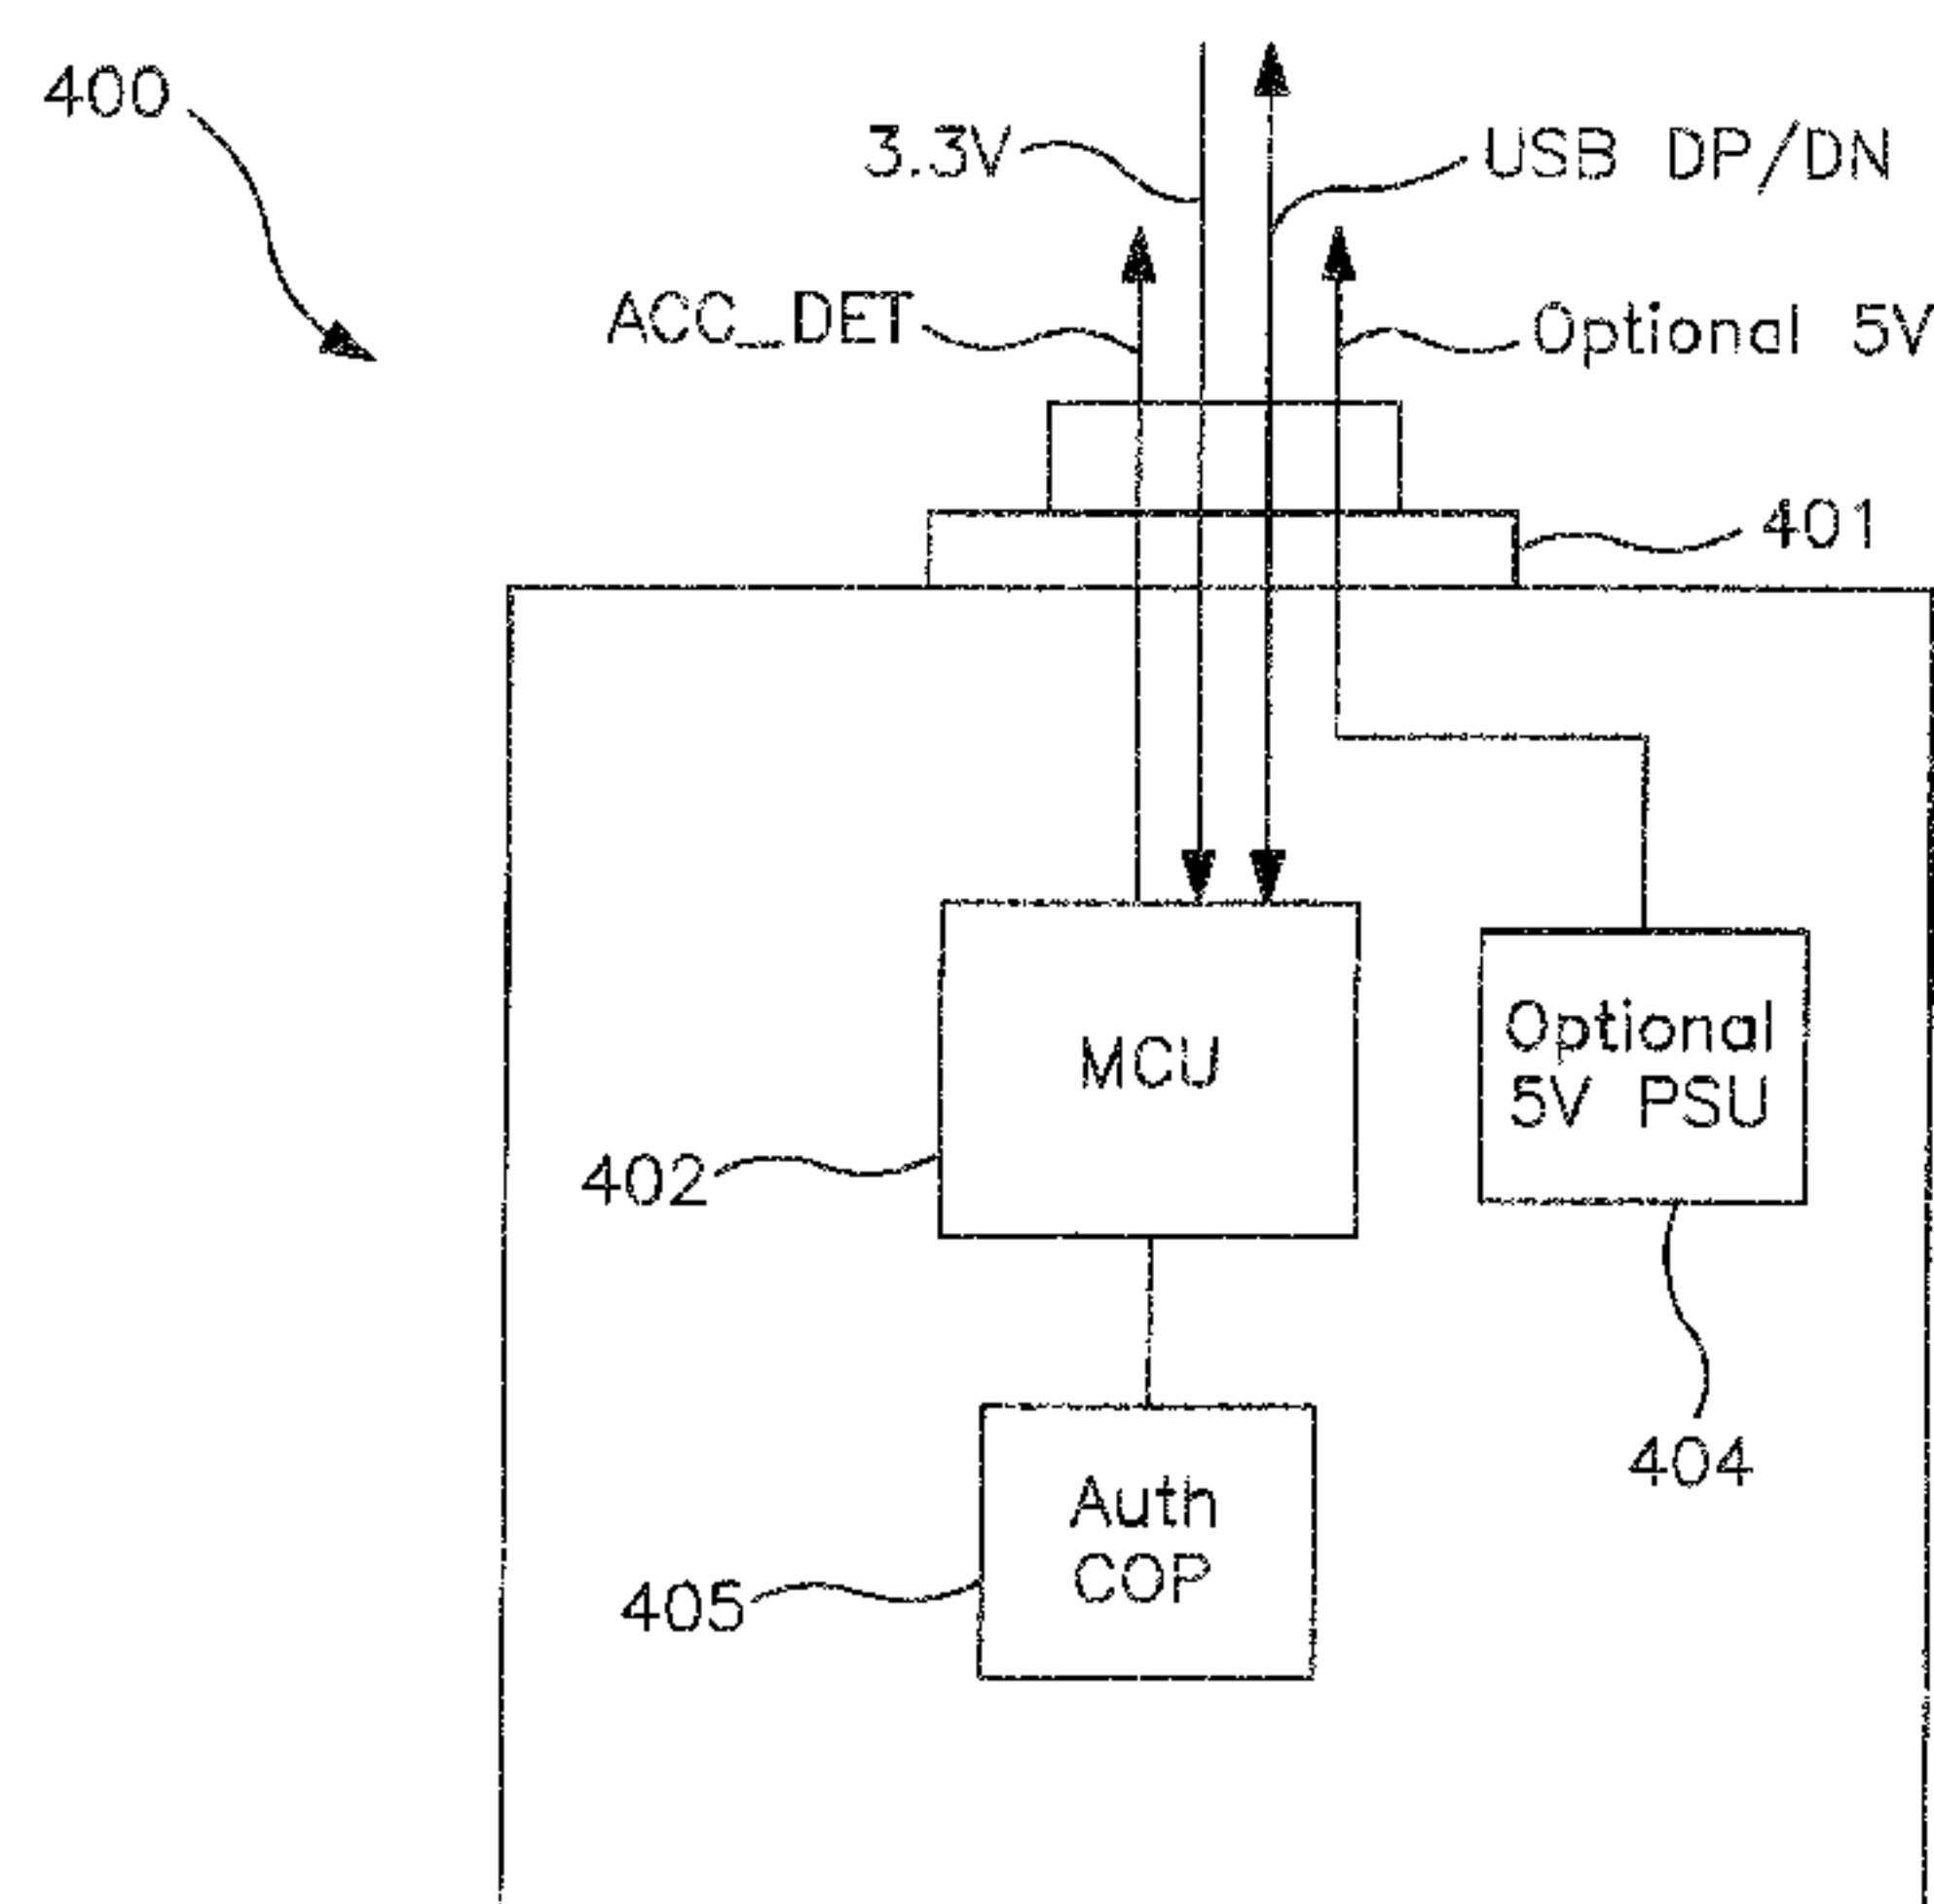 400
3.3V
USB DP/DN
ACC_DET
Optional 5V
401
MCU
Optional
5V PSU
402
404
Auth
COP
405